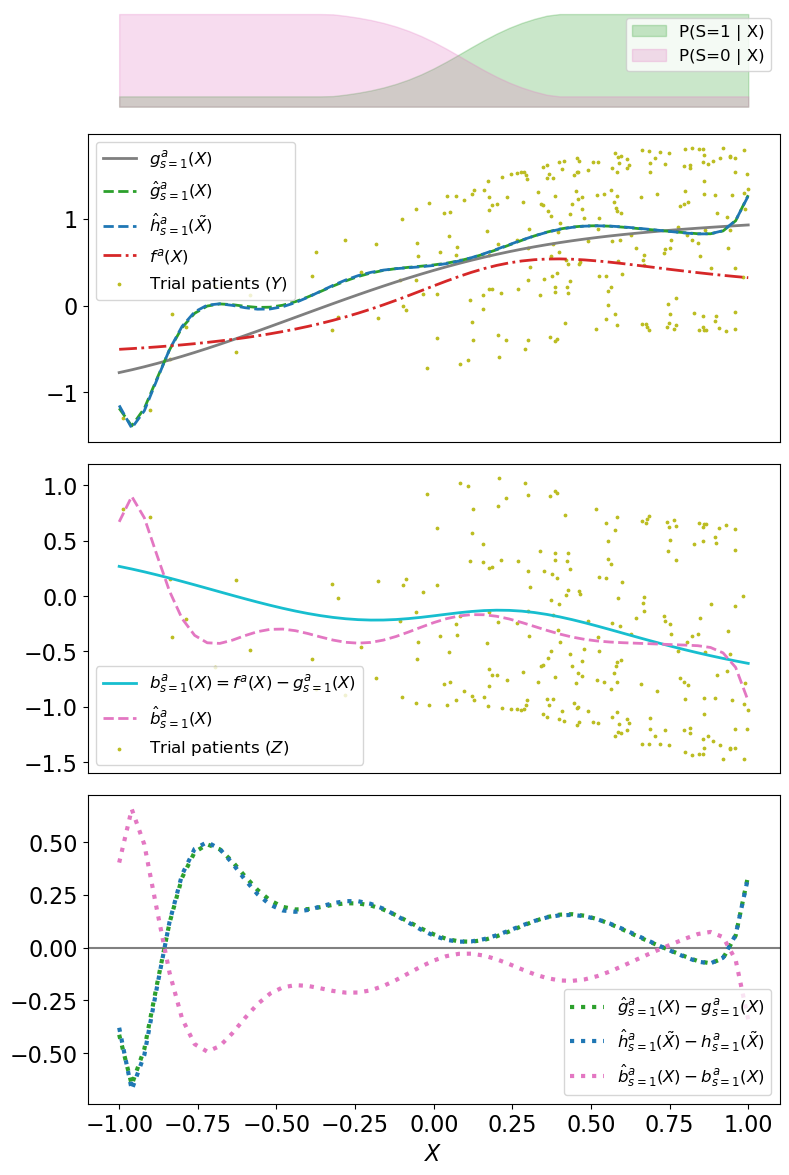 P(S=1 | X)
P(S=0 | X)
g^a_{s=1}(X)
ĝ^a_{s=1}(X)
ĥ^a_{s=1}(X̃)
f^a(X)
Trial patients (Y)
1
0
−1
1.0
0.5
0.0
−0.5
−1.0
−1.5
b^a_{s=1}(X) = f^a(X) − g^a_{s=1}(X)
b̂^a_{s=1}(X)
Trial patients (Z)
0.50
0.25
0.00
−0.25
−0.50
ĝ^a_{s=1}(X) − g^a_{s=1}(X)
ĥ^a_{s=1}(X̃) − h^a_{s=1}(X̃)
b̂^a_{s=1}(X) − b^a_{s=1}(X)
−1.00 −0.75 −0.50 −0.25 0.00 0.25 0.50 0.75 1.00
X